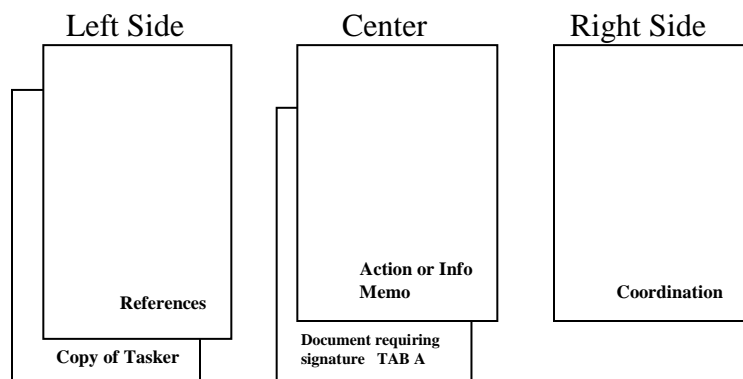 Left Side
Center
Right Side
References
Copy of Tasker
Action or Info
Memo
Document requiring
signature TAB A
Coordination